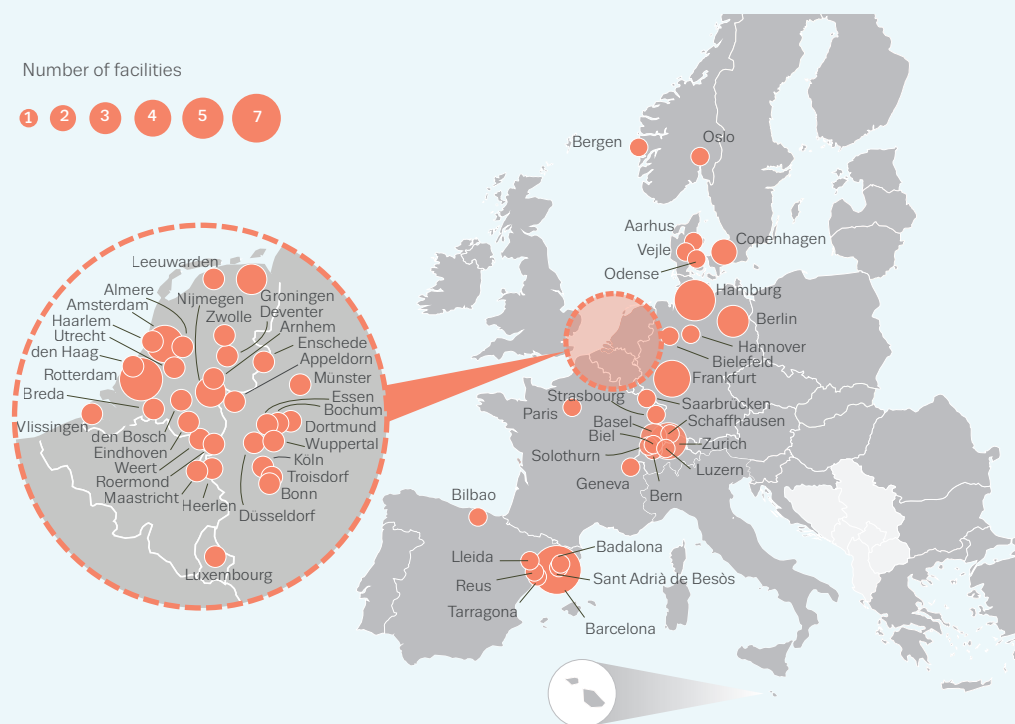 Number of facilities
1 2 3 4 5 7
Bergen
Oslo
Aarhus
Vejle
Copenhagen
Odense
Hamburg
Berlin
Hannover
Bielefeld
Frankfurt
Strasbourg
Saarbrücken
Paris
Schaffhausen
Basel
Biel
Zurich
Solothurn
Luzern
Geneva
Bern
Bilbao
Badalona
Lleida
Sant Adrià de Besòs
Reus
Tarragona
Barcelona
Leeuwarden
Almere
Nijmegen
Groningen
Amsterdam
Deventer
Haarlem
Zwolle
Arnhem
Utrecht
Enschede
den Haag
Appeldorn
Rotterdam
Münster
Breda
Essen
Bochum
Vlissingen
Dortmund
den Bosch
Wuppertal
Eindhoven
Köln
Weert
Roermond
Troisdorf
Maastricht
Bonn
Heerlen
Düsseldorf
Luxembourg